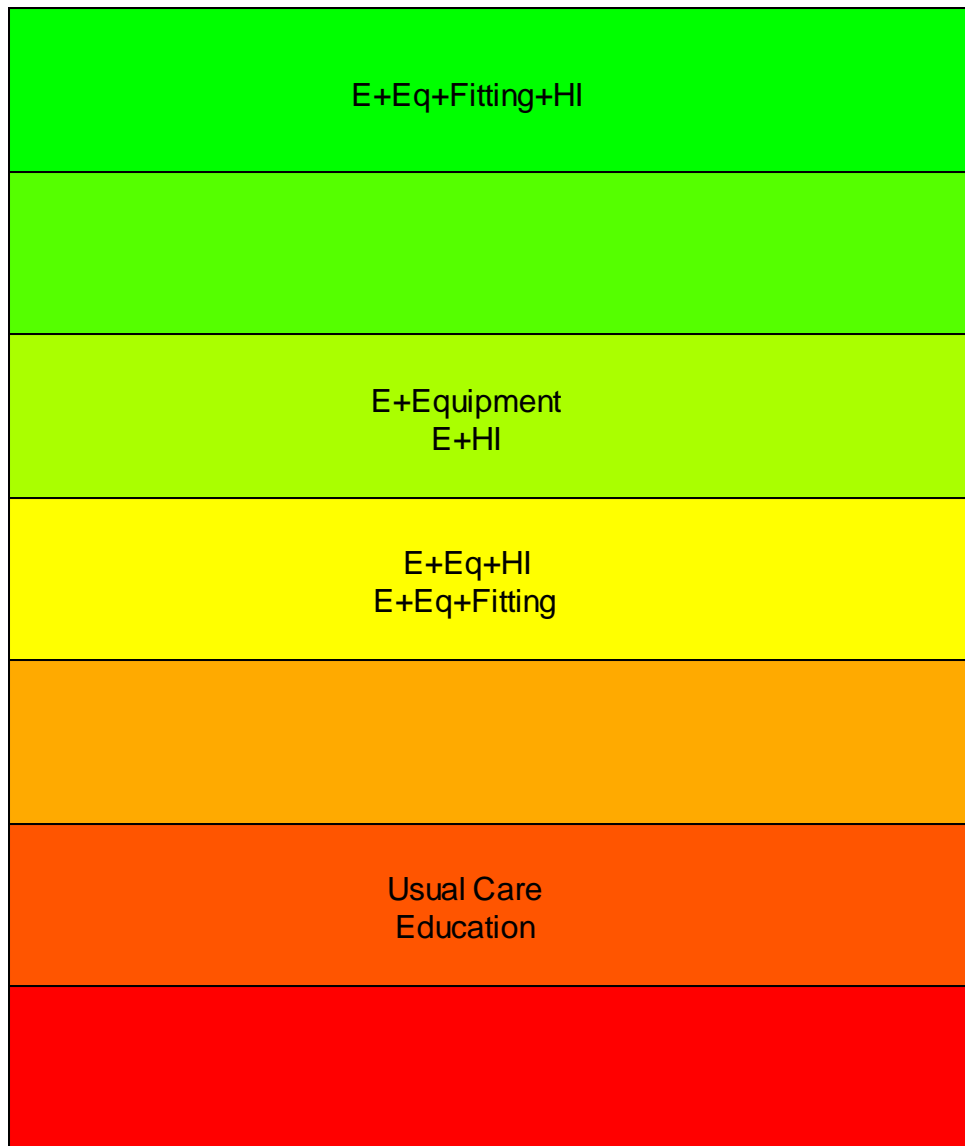 E+Eq+Fitting+HI
E+Equipment
E+HI
E+Eq+HI
E+Eq+Fitting
Usual Care
Education